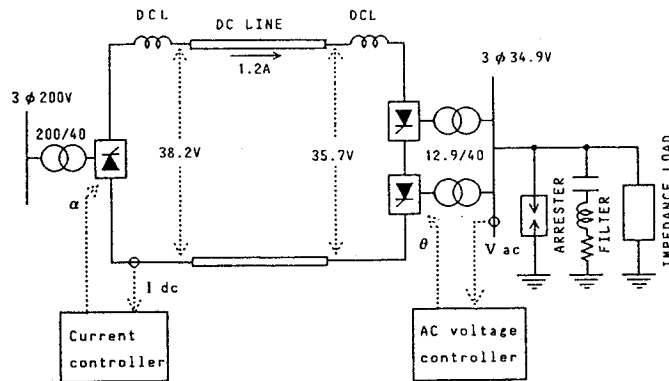 DCL
DC LINE
DCL
1.2A
3 φ 200V
3 φ 34.9V
200/40
38.2V
35.7V
12.9/40
α
θ
V ac
I dc
ARRESTER
FILTER
IMPEDANCE LOAD
Current
controller
AC voltage
controller